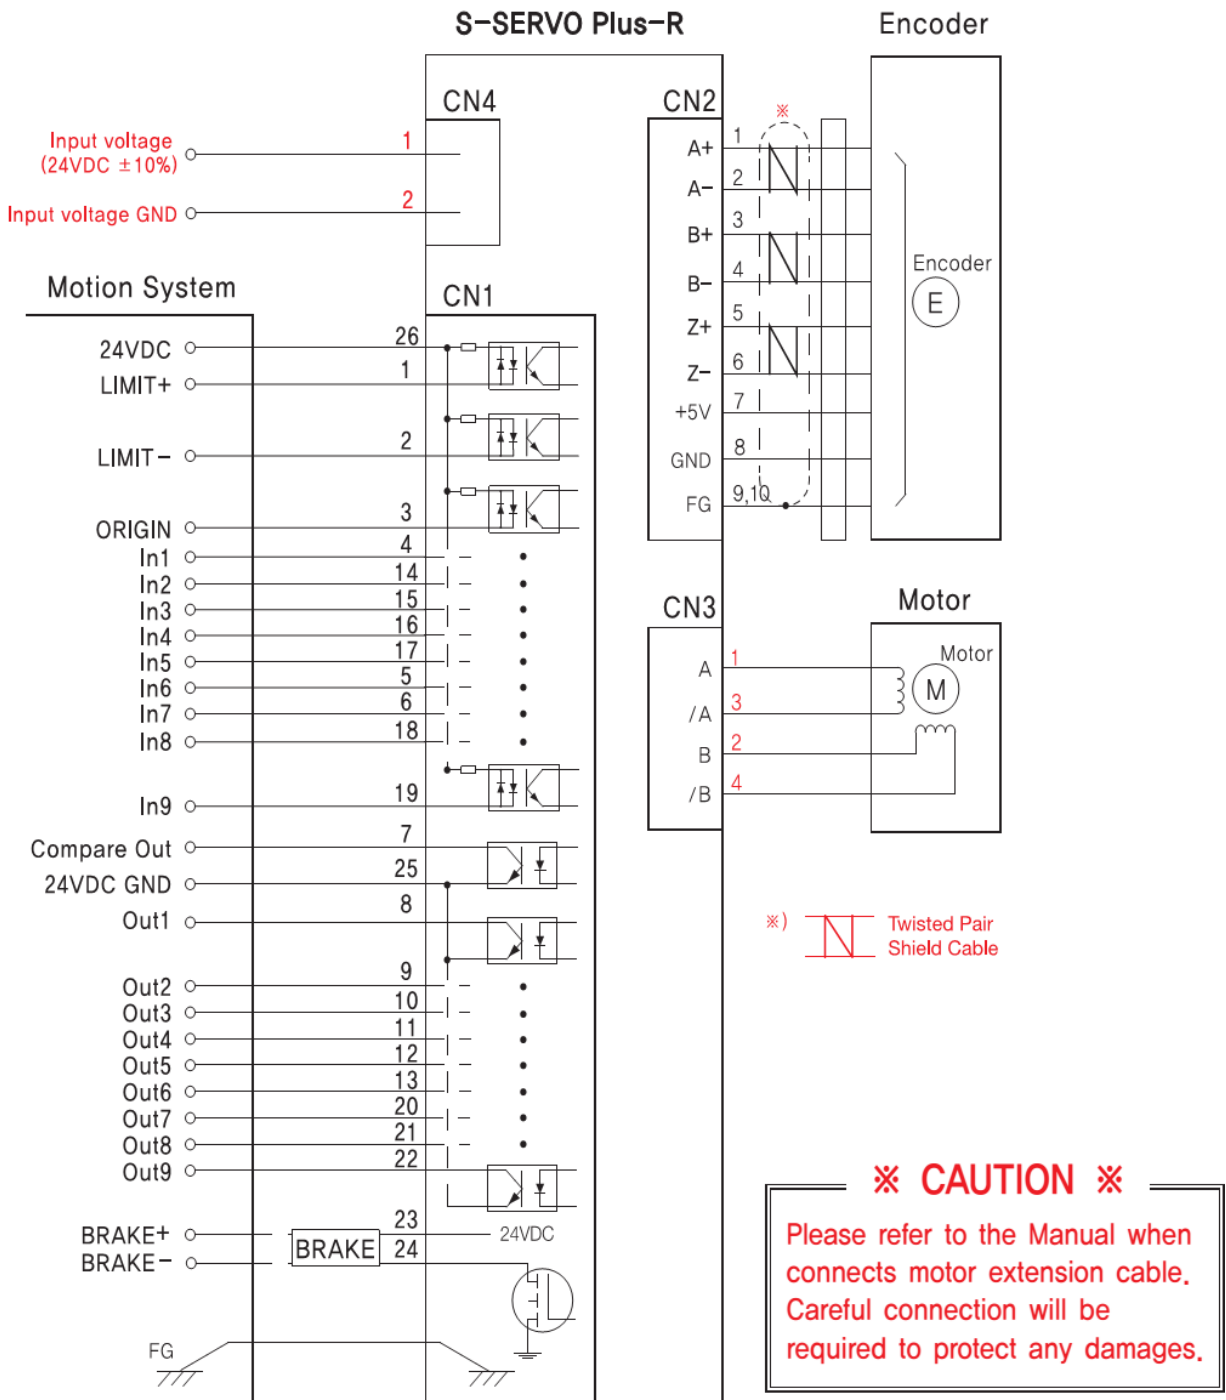 S-SERVO Plus-R
Encoder
CN4
Input voltage
(24VDC ±10%)
1
Input voltage GND
2
CN2
※
A+ 1
A- 2
B+ 3
B- 4
Z+ 5
Z- 6
+5V 7
GND 8
FG 9,10
Encoder
E
Motion System
CN1
24VDC 26
LIMIT+ 1
LIMIT- 2
ORIGIN 3
In1 4
In2 14
In3 15
In4 16
In5 17
In6 5
In7 6
In8 18
In9 19
Compare Out 7
24VDC GND 25
Out1 8
Out2 9
Out3 10
Out4 11
Out5 12
Out6 13
Out7 20
Out8 21
Out9 22
BRAKE+ 23 24VDC
BRAKE- BRAKE 24
FG
CN3
Motor
A 1
/A 3
B 2
/B 4
Motor
M
※) Twisted Pair
Shield Cable
※ CAUTION ※
Please refer to the Manual when
connects motor extension cable.
Careful connection will be
required to protect any damages.